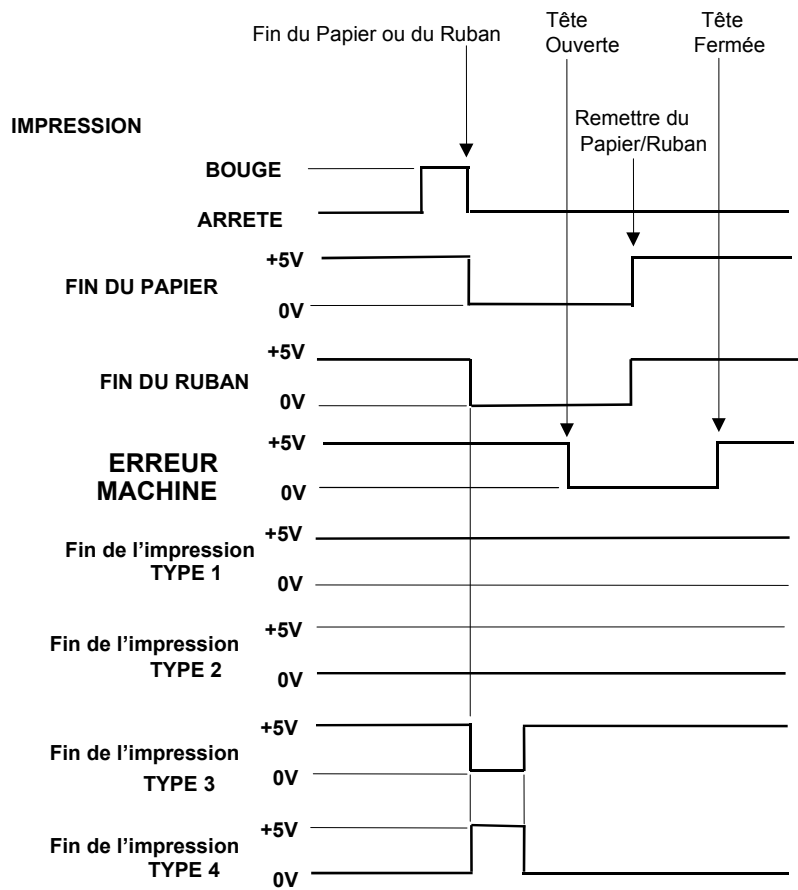 Fin du Papier ou du Ruban
Tête
Ouverte
Tête
Fermée
Remettre du
Papier/Ruban
IMPRESSION
BOUGE
ARRETE
+5V
FIN DU PAPIER
0V
+5V
FIN DU RUBAN
0V
+5V
ERREUR
MACHINE
0V
+5V
Fin de l'impression
TYPE 1
0V
+5V
Fin de l'impression
TYPE 2
0V
+5V
Fin de l'impression
TYPE 3
0V
+5V
Fin de l'impression
TYPE 4
0V